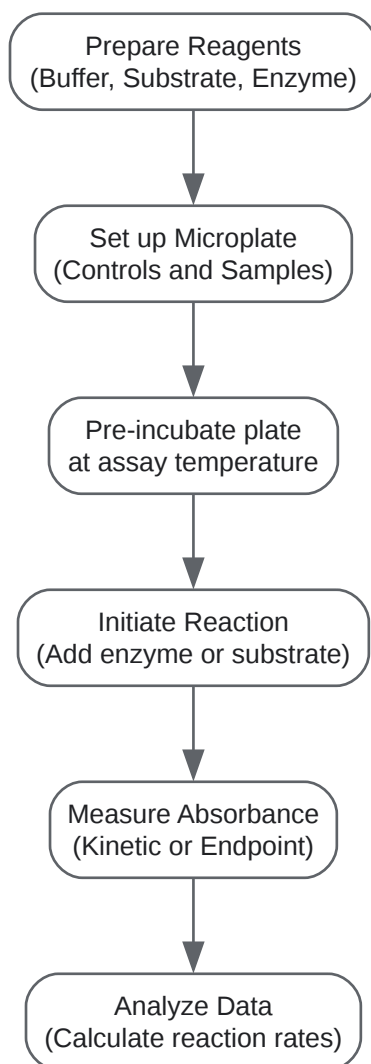 Prepare Reagents
(Buffer, Substrate, Enzyme)
Set up Microplate
(Controls and Samples)
Pre-incubate plate
at assay temperature
Initiate Reaction
(Add enzyme or substrate)
Measure Absorbance
(Kinetic or Endpoint)
Analyze Data
(Calculate reaction rates)